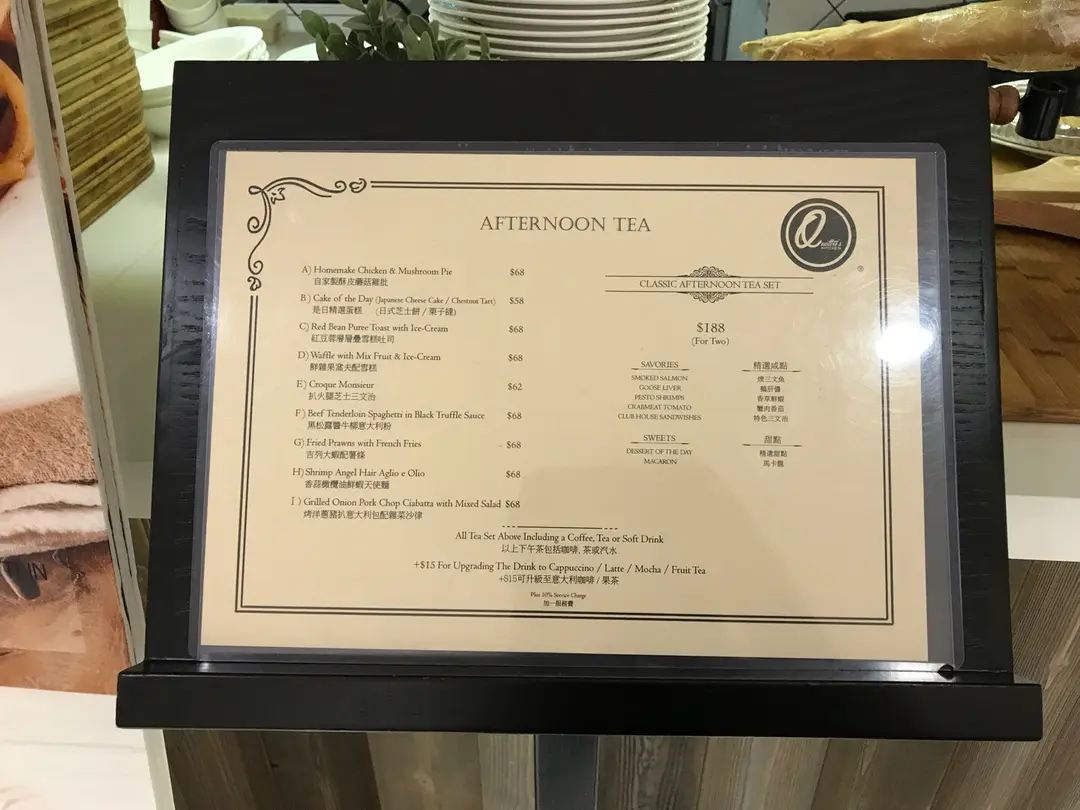 AFTERNOON TEA
A) Homemake Chicken & Mushroom Pie $68
自家製酥皮蘑菇雞批
B) Cake of the Day (Japanese Cheese Cake / Chestnut Tart) $58
是日精選蛋糕 (日式芝士餅 / 栗子撻)
C) Red Bean Puree Toast with Ice-Cream $68
紅豆蓉層層疊雪糕吐司
D) Waffle with Mix Fruit & Ice-Cream $68
鮮雜果窩夫配雪糕
E) Croque Monsieur $62
扒火腿芝士三文治
F) Beef Tenderloin Spaghetti in Black Truffle Sauce $68
黑松露醬牛柳意大利粉
G) Fried Prawns with French Fries $68
吉列大蝦配薯條
H) Shrimp Angel Hair Aglio e Olio $68
香蒜橄欖油鮮蝦天使麵
I) Grilled Onion Pork Chop Ciabatta with Mixed Salad $68
烤洋蔥豬扒意大利包配雜菜沙律
CLASSIC AFTERNOON TEA SET
$188
(For Two)
SAVORIES 精選咸點
SMOKED SALMON 煙三文魚
GOOSE LIVER 鵝肝醬
PESTO SHRIMPS 香草鮮蝦
CRABMEAT TOMATO 蟹肉番茄
CLUB HOUSE SANDWISHES 特色三文治
SWEETS 甜點
DESSERT OF THE DAY 精選甜點
MACARON 馬卡龍
All Tea Set Above Including a Coffee, Tea or Soft Drink
以上下午茶包括咖啡, 茶或汽水
+$15 For Upgrading The Drink to Cappuccino / Latte / Mocha / Fruit Tea
+$15可升級至意大利咖啡 / 果茶
Plus 10% Service Charge
加一服務費